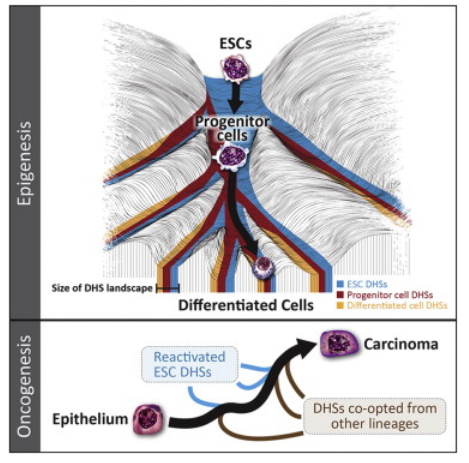 Epigenesis
ESCs
Progenitor
cells
Size of DHS landscape
ESC DHSs
Progenitor cell DHSs
Differentiated cell DHSs
Differentiated Cells
Oncogenesis
Reactivated
ESC DHSs
Carcinoma
Epithelium
DHSs co-opted from
other lineages